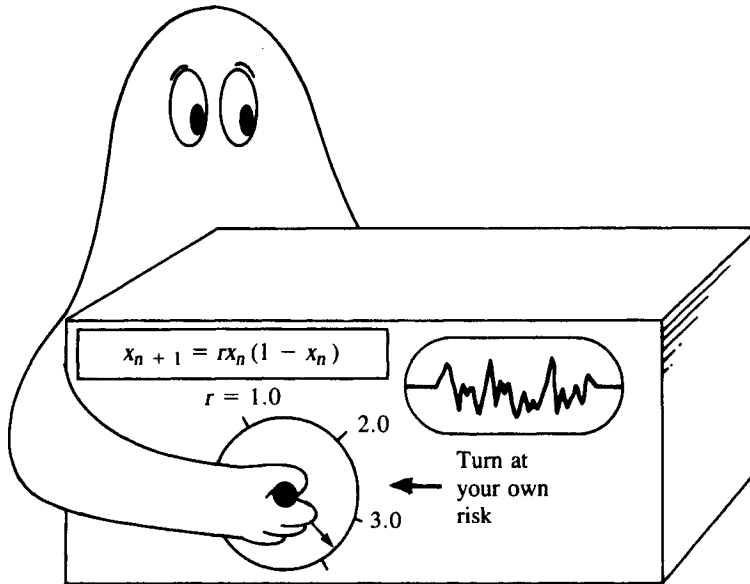 x_{n + 1} = rx_n(1 − x_n)
r = 1.0
2.0
3.0
Turn at
your own
risk